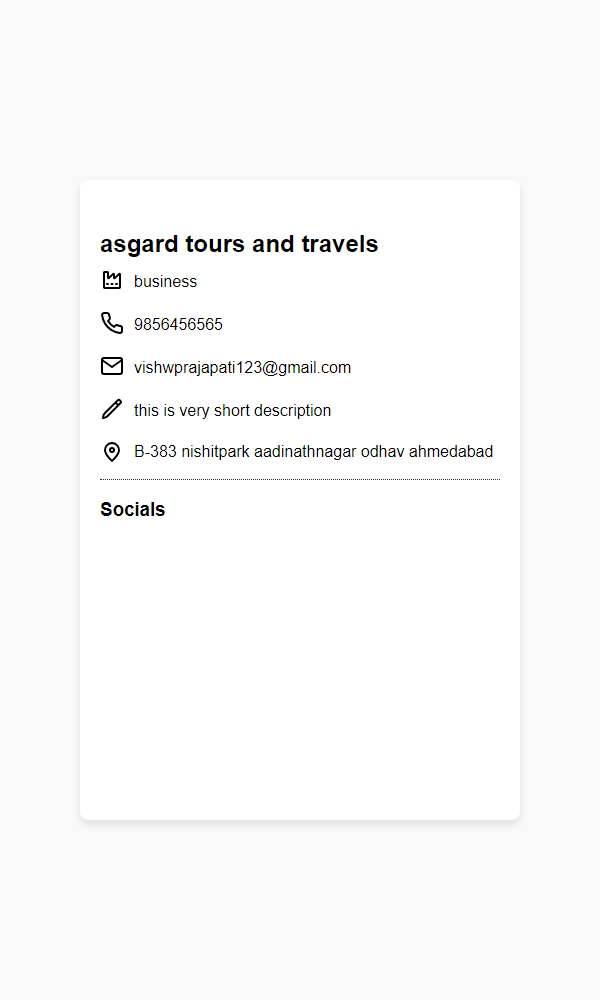 asgard tours and travels
business
9856456565
vishwprajapati123@gmail.com
this is very short description
B-383 nishitpark aadinathnagar odhav ahmedabad
Socials